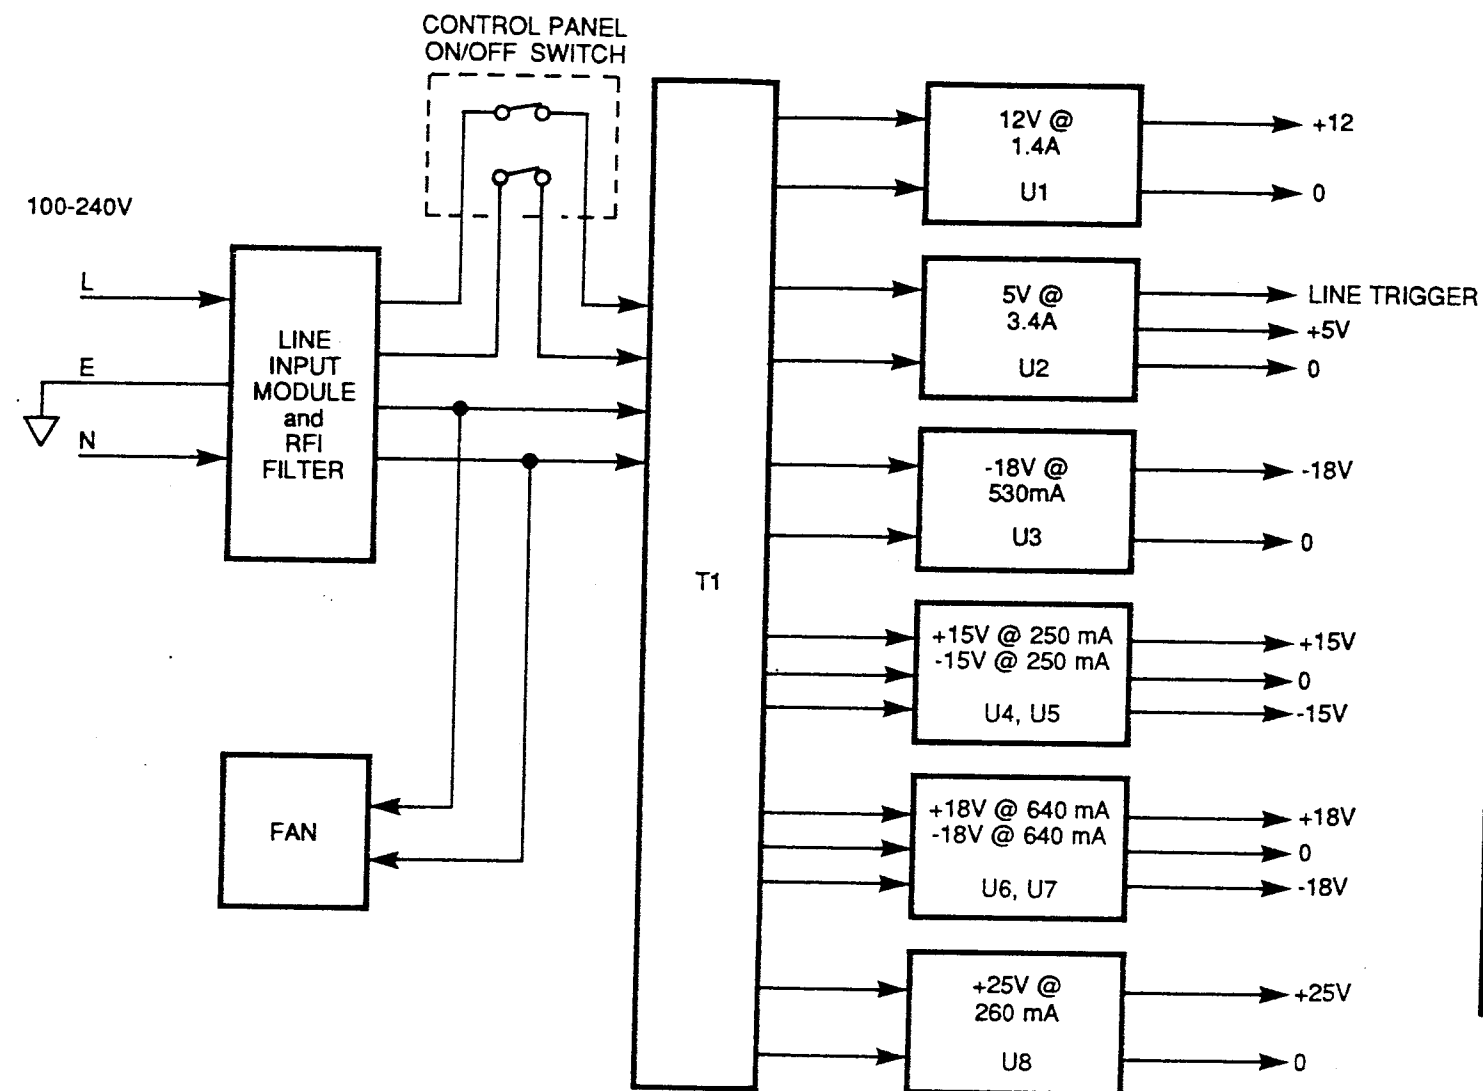 CONTROL PANEL
ON/OFF SWITCH
100-240V
L
E
N
LINE
INPUT
MODULE
and
RFI
FILTER
FAN
T1
12V @
1.4A
U1
+12
0
5V @
3.4A
U2
LINE TRIGGER
+5V
0
-18V @
530mA
U3
-18V
0
+15V @ 250 mA
-15V @ 250 mA
U4, U5
+15V
0
-15V
+18V @ 640 mA
-18V @ 640 mA
U6, U7
+18V
0
-18V
+25V @
260 mA
U8
+25V
0